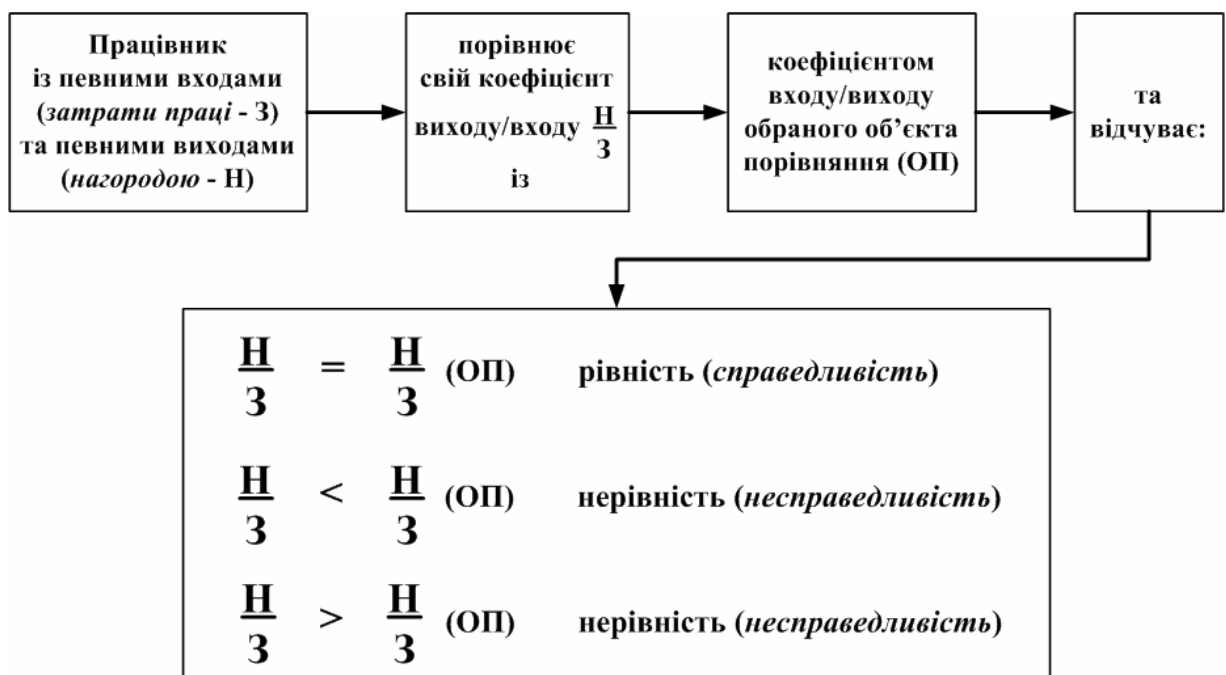 Працівник
із певними входами
(затрати праці - З)
та певними виходами
(нагородою - Н)
порівнює
свій коефіцієнт
виходу/входу Н/З
із
коефіцієнтом
входу/виходу
обраного об’єкта
порівняння (ОП)
та
відчуває:
Н/З = Н/З (ОП) рівність (справедливість)
Н/З < Н/З (ОП) нерівність (несправедливість)
Н/З > Н/З (ОП) нерівність (несправедливість)